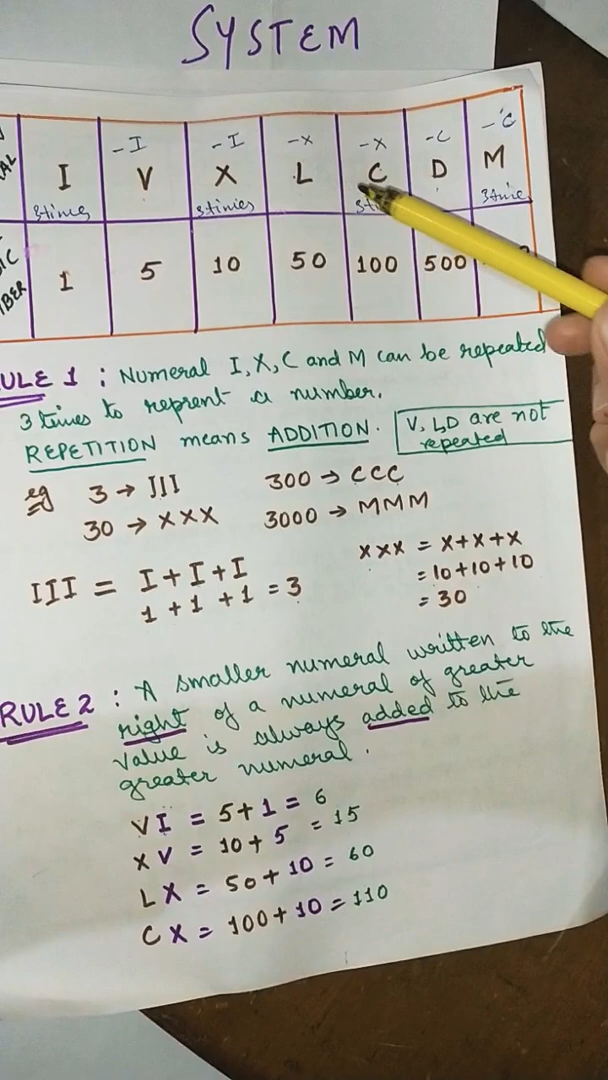 SYSTEM
I V X L C D M
-I -I -X -X -C -C
3times 3times 3time
1 5 10 50 100 500
RULE 1 : NUMERAL I, X, C and M can be repeated
3 times to reprent a number.
REPETITION means ADDITION. V, L, D are not
repeated
eg 3 → III 300 → CCC
30 → XXX 3000 → MMM
III = I + I + I
1 + 1 + 1 = 3
XXX = X+X+X
= 10+10+10
= 30
RULE 2 : A smaller numeral written to the
right of a numeral of greater
value is always added to the
greater numeral.
VI = 5+1 = 6
XV = 10+5 = 15
LX = 50+10 = 60
CX = 100+10 = 110